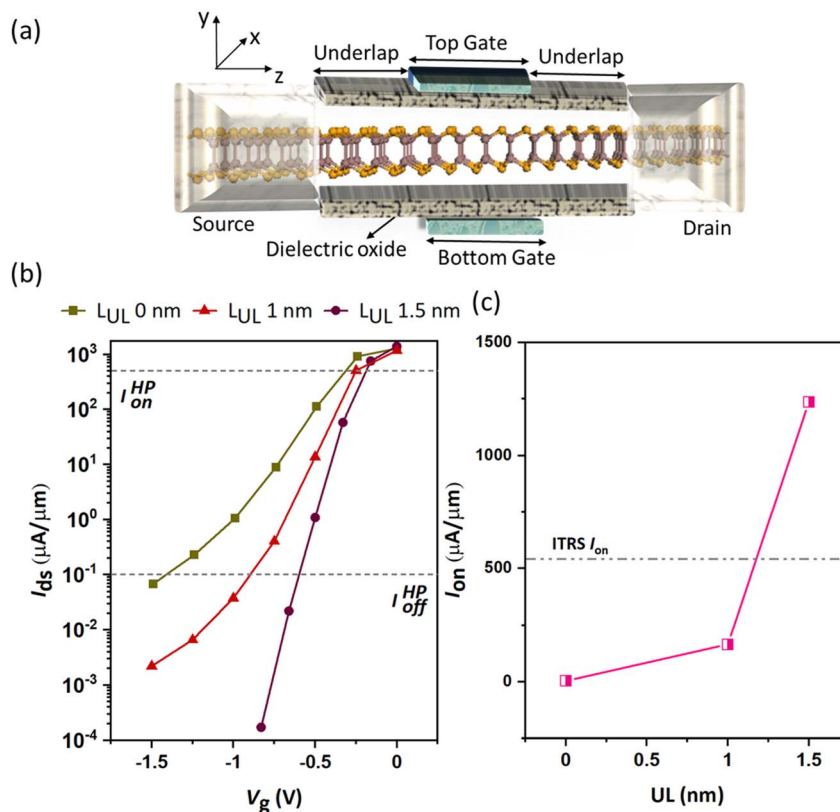 (a)
y
x
z
Underlap
Top Gate
Underlap
Source
Dielectric oxide
Bottom Gate
Drain
(b)
L_UL 0 nm
L_UL 1 nm
L_UL 1.5 nm
I_ds (μA/μm)
10^3
10^2
10^1
10^0
10^-1
10^-2
10^-3
10^-4
I_on^HP
I_off^HP
-1.5
-1
-0.5
0
V_g (V)
(c)
I_on (μA/μm)
1500
1000
500
0
ITRS I_on
0
0.5
1
1.5
UL (nm)